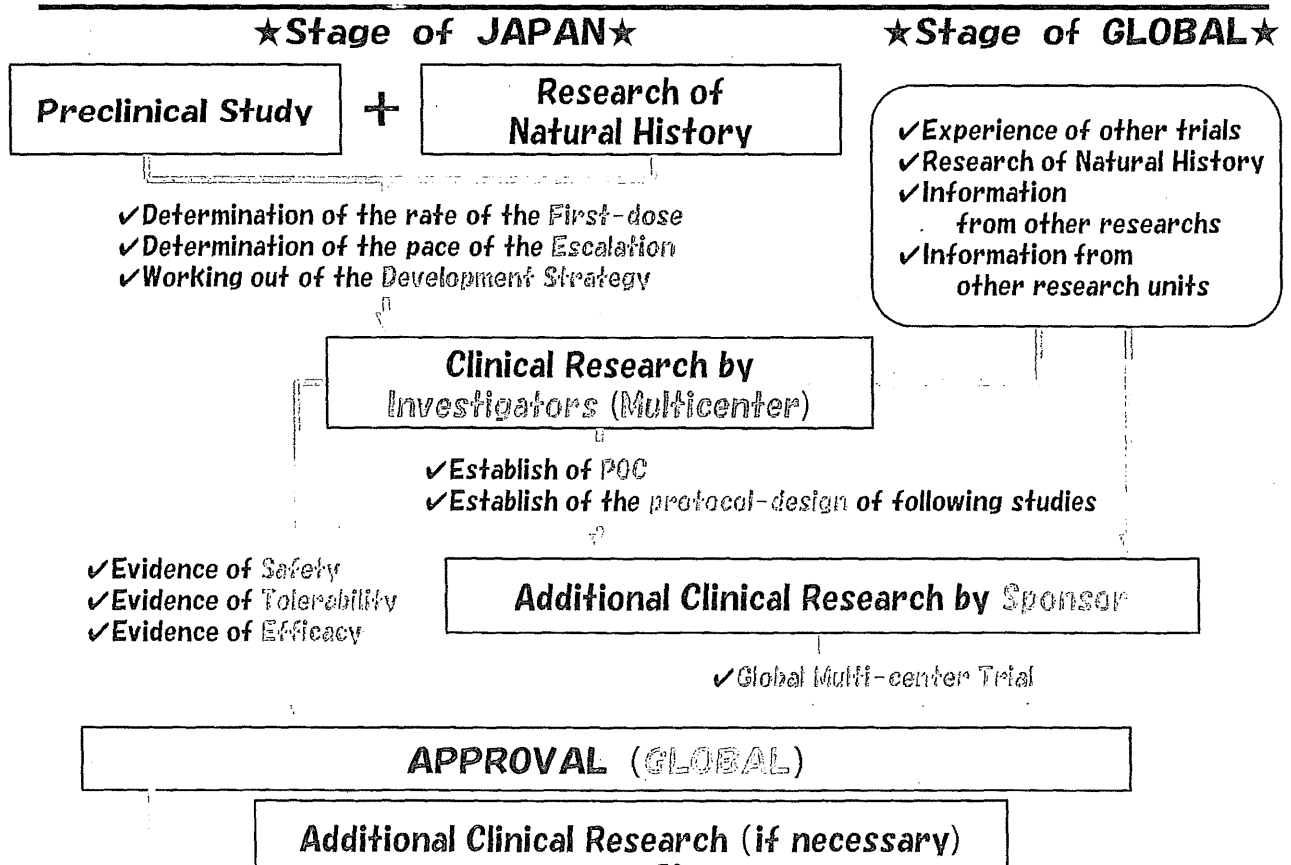 ★Stage of JAPAN★
★Stage of GLOBAL★
Preclinical Study
+
Research of
Natural History
✓Experience of other trials
✓Research of Natural History
✓Information
from other researchs
✓Information from
other research units
✓Determination of the rate of the First-dose
✓Determination of the pace of the Escalation
✓Working out of the Development Strategy
Clinical Research by
Investigators (Multicenter)
✓Establish of POC
✓Establish of the protocol-design of following studies
✓Evidence of Safety
✓Evidence of Tolerability
✓Evidence of Efficacy
Additional Clinical Research by Sponsor
✓Global Multi-center Trial
APPROVAL (GLOBAL)
Additional Clinical Research (if necessary)